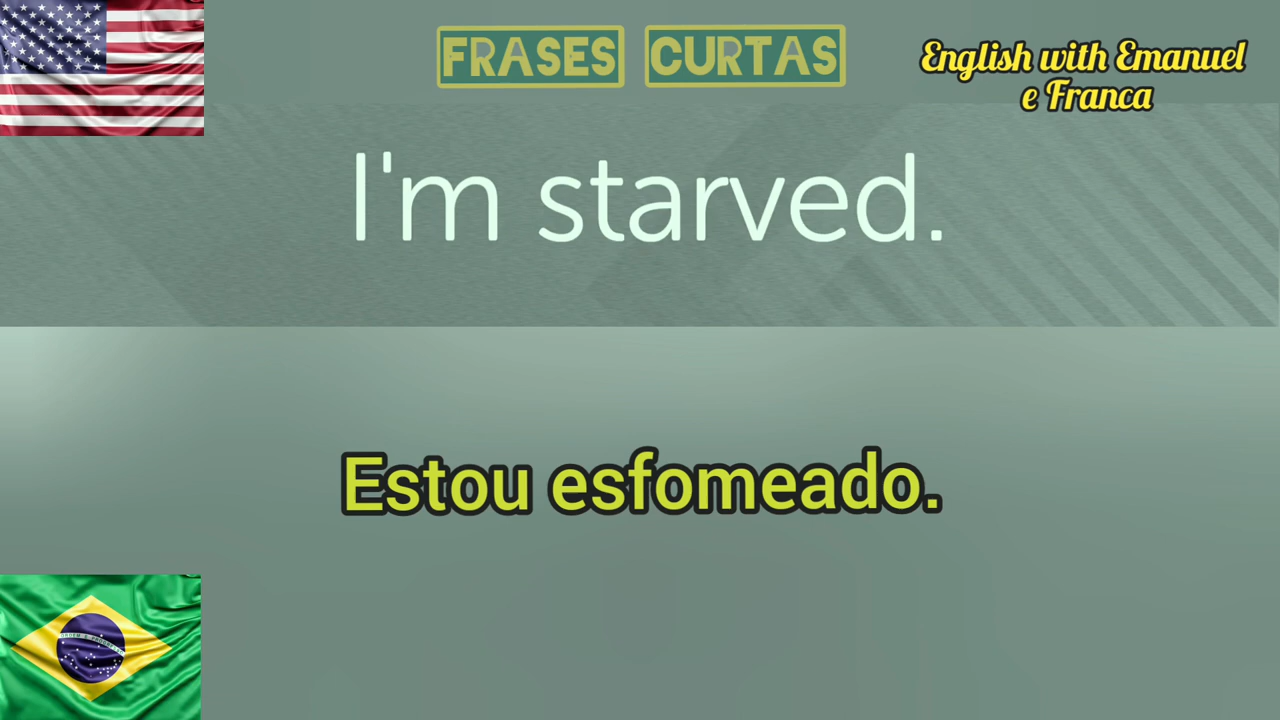 FRASES CURTAS
English with Emanuel
e Franca
I'm starved.
Estou esfomeado.